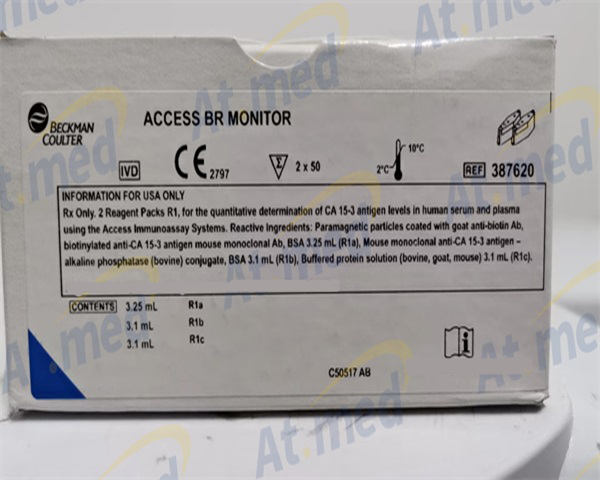 At.med
ACCESS BR MONITOR
BECKMAN
COULTER
IVD
CE 2797
Σ 2 x 50
2°C 10°C
REF 387620
INFORMATION FOR USA ONLY
Rx Only. 2 Reagent Packs R1, for the quantitative determination of CA 15-3 antigen levels in human serum and plasma
using the Access Immunoassay Systems. Reactive Ingredients: Paramagnetic particles coated with goat anti-biotin Ab,
biotinylated anti-CA 15-3 antigen mouse monoclonal Ab, BSA 3.25 mL (R1a), Mouse monoclonal anti-CA 15-3 antigen –
alkaline phosphatase (bovine) conjugate, BSA 3.1 mL (R1b), Buffered protein solution (bovine, goat, mouse) 3.1 mL (R1c).
CONTENTS 3.25 mL R1a
3.1 mL R1b
3.1 mL R1c
i
C50517 AB
At.med